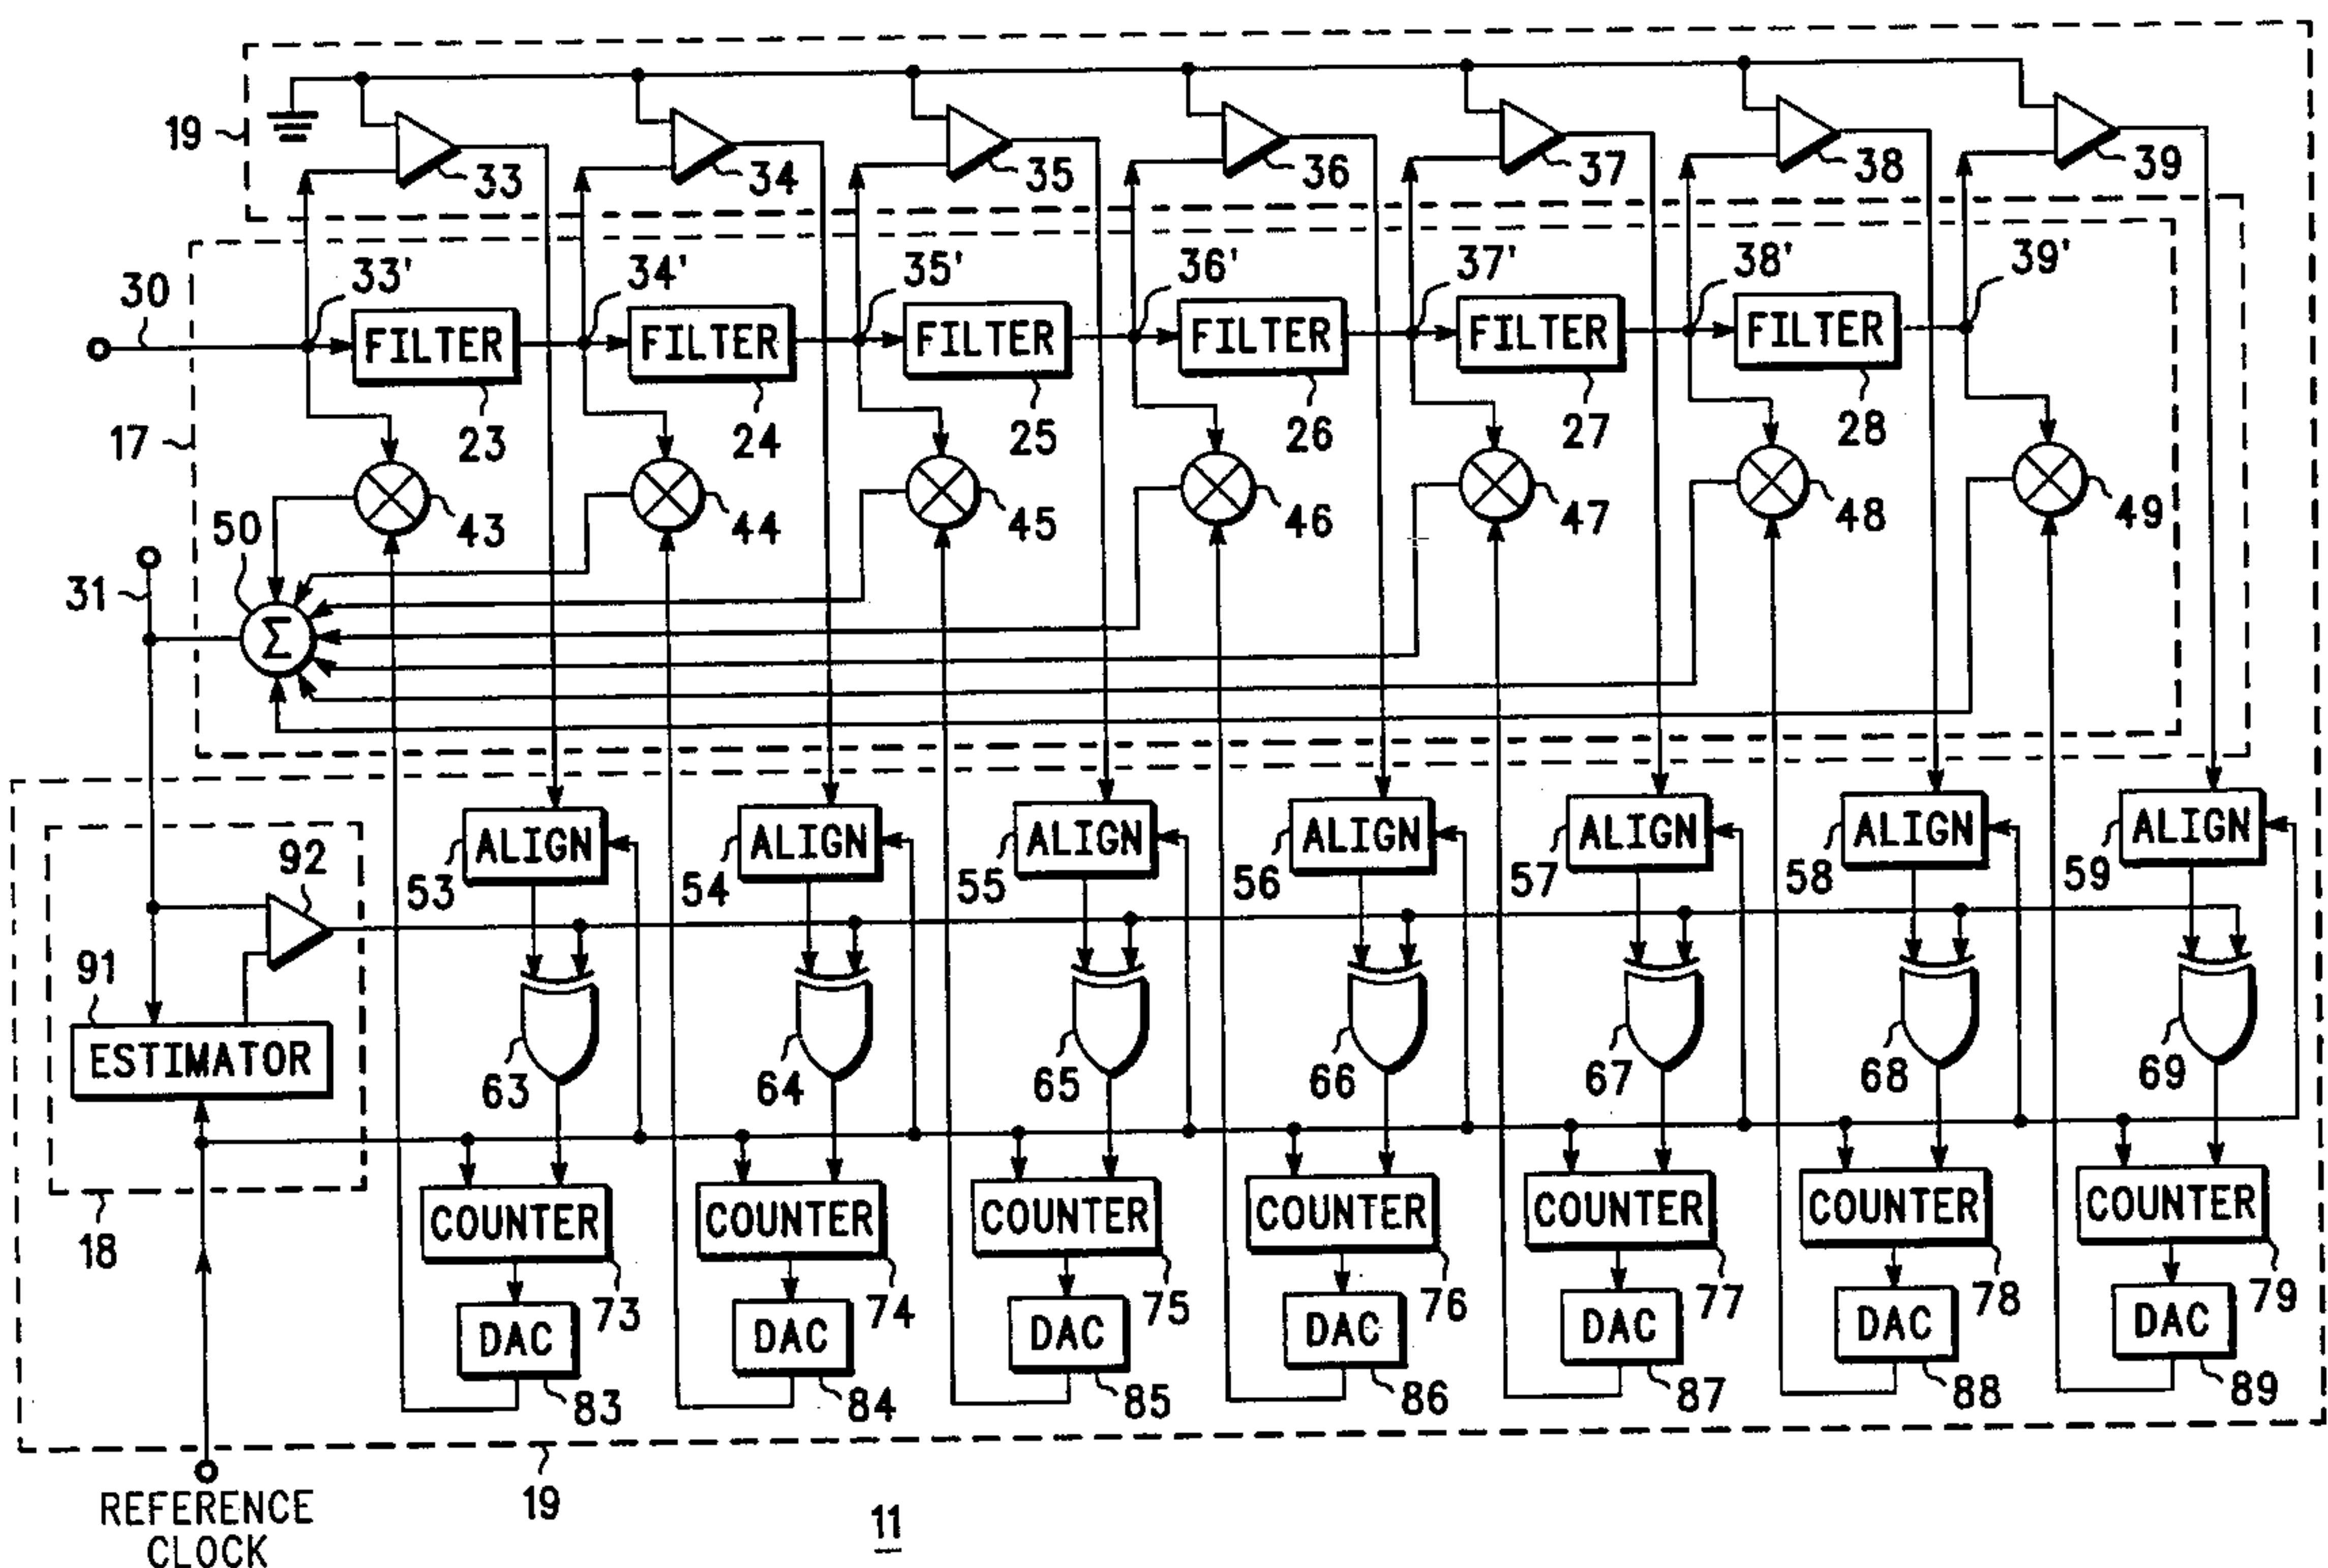 19
33 34 35 36 37 38 39
33' 34' 35' 36' 37' 38' 39'
30
FILTER FILTER FILTER FILTER FILTER FILTER
17
23 24 25 26 27 28
50
43 44 45 46 47 48 49
31
Σ
ALIGN ALIGN ALIGN ALIGN ALIGN ALIGN ALIGN
92
53 54 55 56 57 58 59
91
ESTIMATOR
63 64 65 66 67 68 69
COUNTER COUNTER COUNTER COUNTER COUNTER COUNTER COUNTER
18
73 74 75 76 77 78 79
DAC DAC DAC DAC DAC DAC DAC
83 84 85 86 87 88 89
REFERENCE
CLOCK
19
11